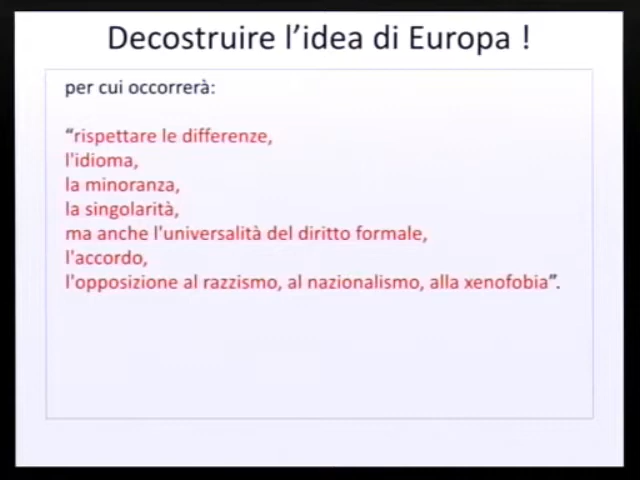 Decostruire l’idea di Europa !
per cui occorrerà:
“rispettare le differenze,
l'idioma,
la minoranza,
la singolarità,
ma anche l'universalità del diritto formale,
l'accordo,
l'opposizione al razzismo, al nazionalismo, alla xenofobia”.